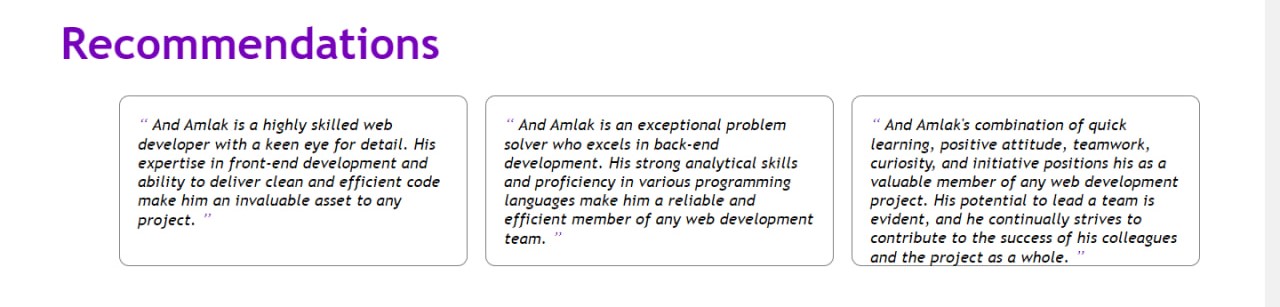 Recommendations
“ And Amlak is a highly skilled web
developer with a keen eye for detail. His
expertise in front-end development and
ability to deliver clean and efficient code
make him an invaluable asset to any
project. ”
“ And Amlak is an exceptional problem
solver who excels in back-end
development. His strong analytical skills
and proficiency in various programming
languages make him a reliable and
efficient member of any web development
team. ”
“ And Amlak's combination of quick
learning, positive attitude, teamwork,
curiosity, and initiative positions his as a
valuable member of any web development
project. His potential to lead a team is
evident, and he continually strives to
contribute to the success of his colleagues
and the project as a whole. ”